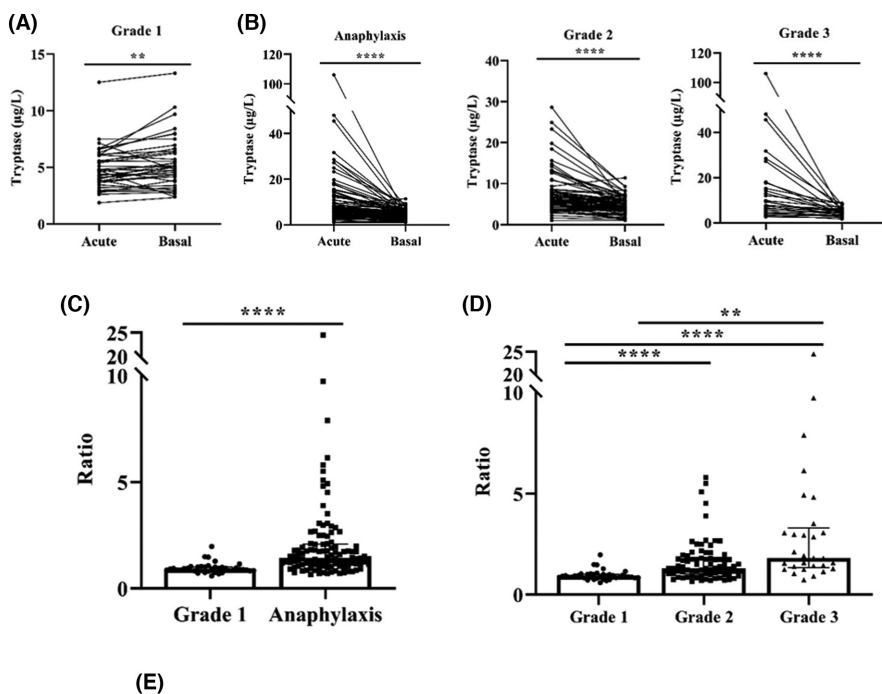 (A)
Grade 1
**
15
10
5
0
Tryptase (µg/L)
Acute Basal
(B)
Anaphylaxis
****
120
100
40
20
0
Tryptase (µg/L)
Acute Basal
Grade 2
****
40
30
20
10
0
Tryptase (µg/L)
Acute Basal
Grade 3
****
120
100
60
40
20
0
Tryptase (µg/L)
Acute Basal
(C)
****
25
20
10
5
0
Ratio
Grade 1 Anaphylaxis
(D)
**
****
****
25
20
10
5
0
Ratio
Grade 1 Grade 2 Grade 3
(E)